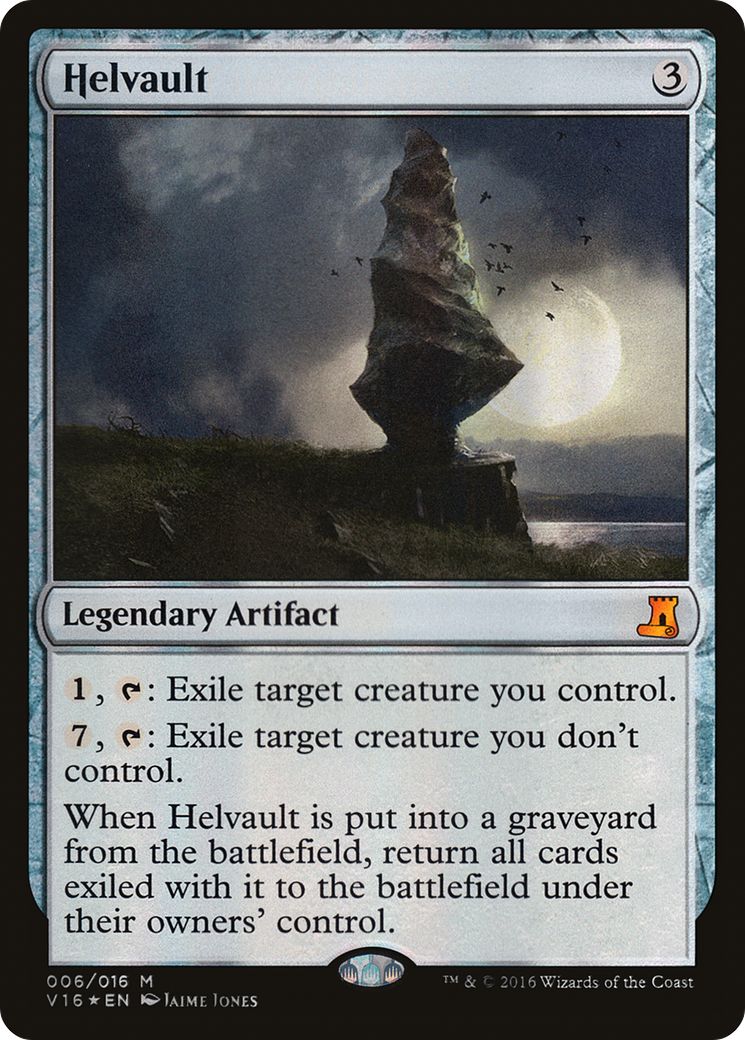 Helvault 3
Legendary Artifact
1, : Exile target creature you control.
7, : Exile target creature you don't
control.
When Helvault is put into a graveyard
from the battlefield, return all cards
exiled with it to the battlefield under
their owners' control.
006/016 M
V16★EN Jaime Jones
™ & © 2016 Wizards of the Coast